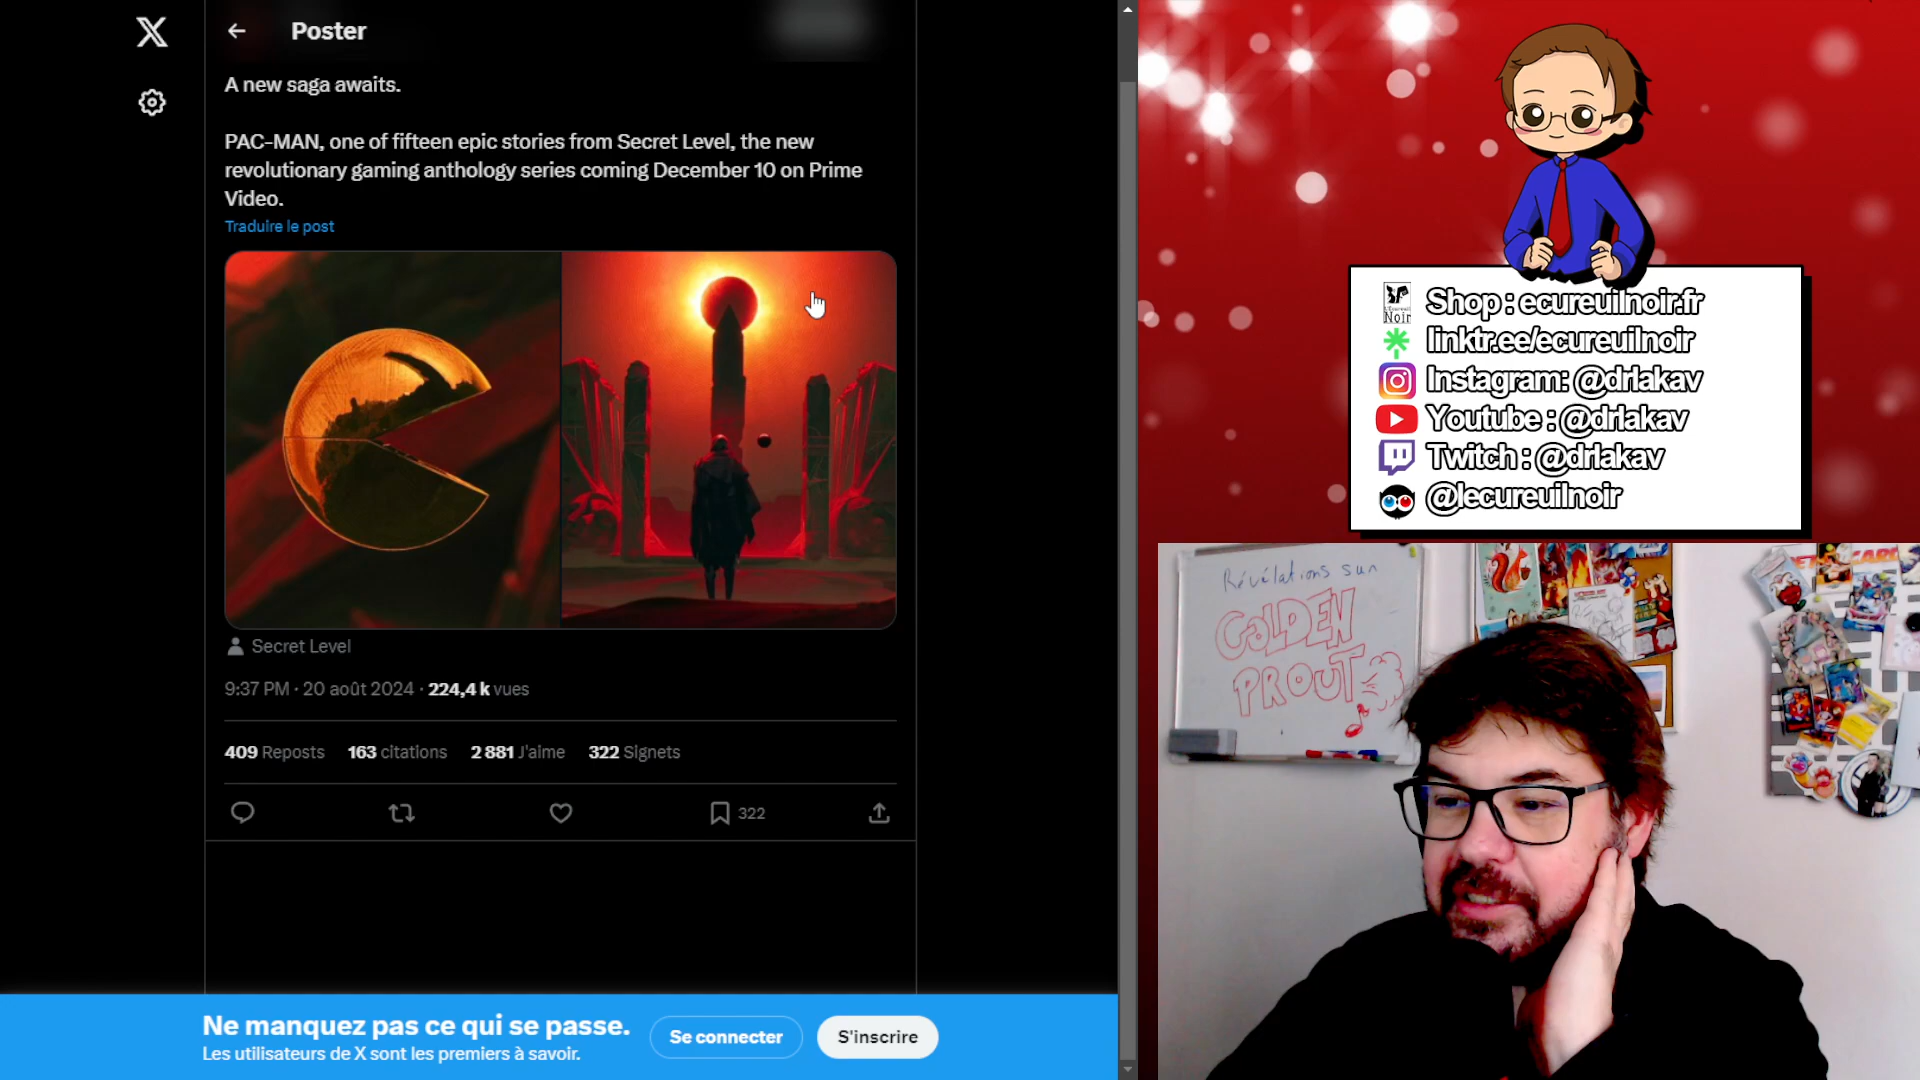 Poster
A new saga awaits.
PAC-MAN, one of fifteen epic stories from Secret Level, the new
revolutionary gaming anthology series coming December 10 on Prime
Video.
Traduire le post
Secret Level
9:37 PM · 20 août 2024 · 224,4 k vues
409 Reposts 163 citations 2 881 J'aime 322 Signets
322
Ne manquez pas ce qui se passe.
Les utilisateurs de X sont les premiers à savoir.
Se connecter
S'inscrire
Noir
Shop : ecureuilnoir.fr
linktr.ee/ecureuilnoir
Instagram: @drlakav
Youtube : @drlakav
Twitch : @drlakav
@lecureuilnoir
Révélations sur
GOLDEN
PROUT